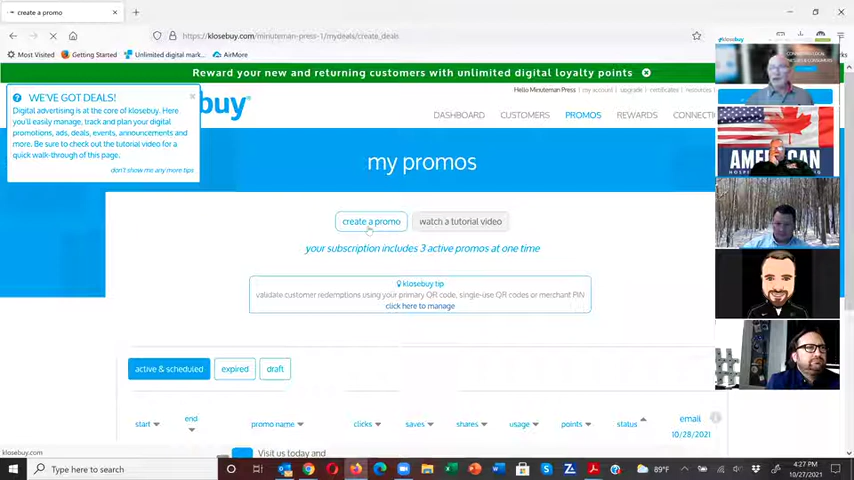 create a promo
https://klosebuy.com/minuteman-press-1/mydeals/create_deals
Most Visited
Getting Started
Unlimited digital mark...
AirMore
Reward your new and returning customers with unlimited digital loyalty points
WE'VE GOT DEALS!
Digital advertising is at the core of klosebuy. Here
you'll easily manage, track and plan your digital
promotions, ads, deals, events, announcements and
more. Be sure to check out the tutorial video for a
quick walk-through of this page.
don't show me any more tips
buy®
Hello Minuteman Press | my account | upgrade | certificates | resources
DASHBOARD
CUSTOMERS
PROMOS
REWARDS
my promos
create a promo
watch a tutorial video
your subscription includes 3 active promos at one time
klosebuy tip
validate customer redemptions using your primary QR code, single-use QR codes or merchant PIN
click here to manage
active & scheduled
expired
draft
start
end
promo name
clicks
saves
shares
usage
points
status
email
10/28/2021
Visit us today and
klosebuy.com
klosebuy
AMERICAN
Type here to search
89°F
4:27 PM
10/27/2021